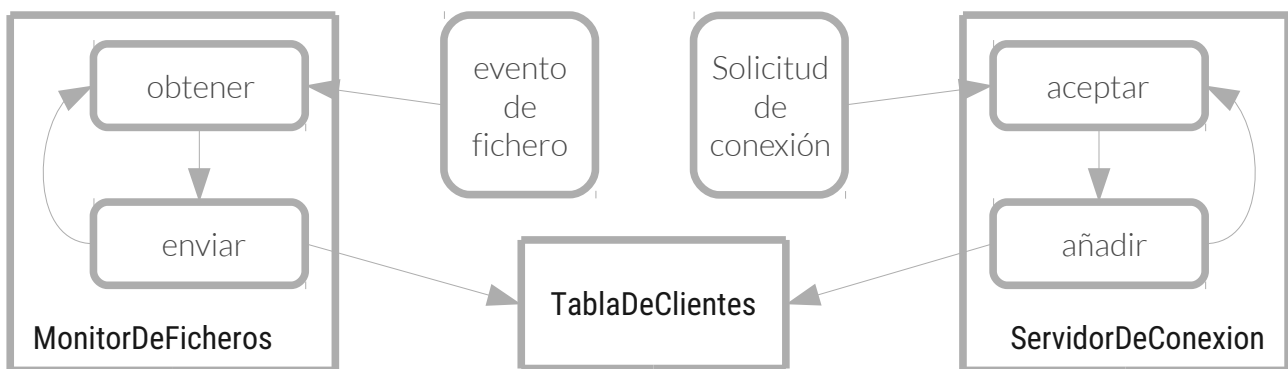 obtener
enviar
MonitorDeFicheros
evento
de
fichero
Solicitud
de
conexión
TablaDeClientes
aceptar
añadir
ServidorDeConexion